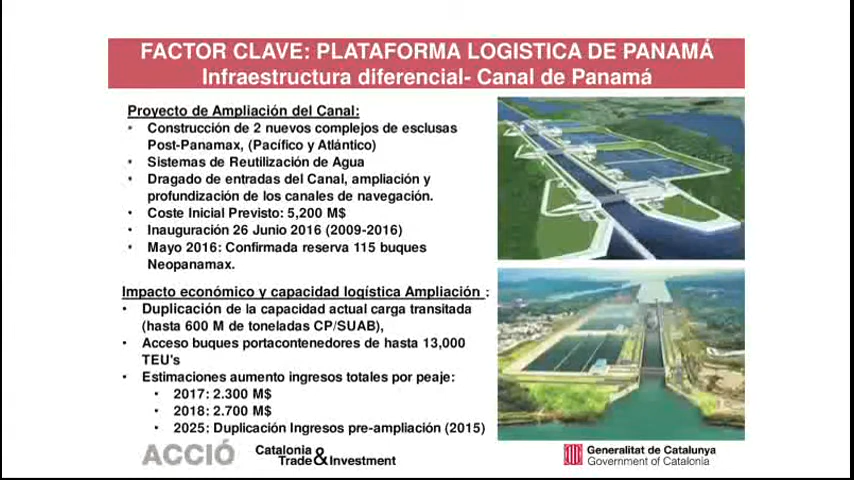 FACTOR CLAVE: PLATAFORMA LOGISTICA DE PANAMÁ
Infraestructura diferencial- Canal de Panamá
Proyecto de Ampliación del Canal:
• Construcción de 2 nuevos complejos de esclusas
Post-Panamax, (Pacífico y Atlántico)
• Sistemas de Reutilización de Agua
• Dragado de entradas del Canal, ampliación y
profundización de los canales de navegación.
• Coste Inicial Previsto: 5,200 M$
• Inauguración 26 Junio 2016 (2009-2016)
• Mayo 2016: Confirmada reserva 115 buques
Neopanamax.
Impacto económico y capacidad logística Ampliación :
• Duplicación de la capacidad actual carga transitada
(hasta 600 M de toneladas CP/SUAB),
• Acceso buques portacontenedores de hasta 13,000
TEU's
• Estimaciones aumento ingresos totales por peaje:
• 2017: 2.300 M$
• 2018: 2.700 M$
• 2025: Duplicación Ingresos pre-ampliación (2015)
ACCIÓ
Catalonia
Trade & Investment
Generalitat de Catalunya
Government of Catalonia